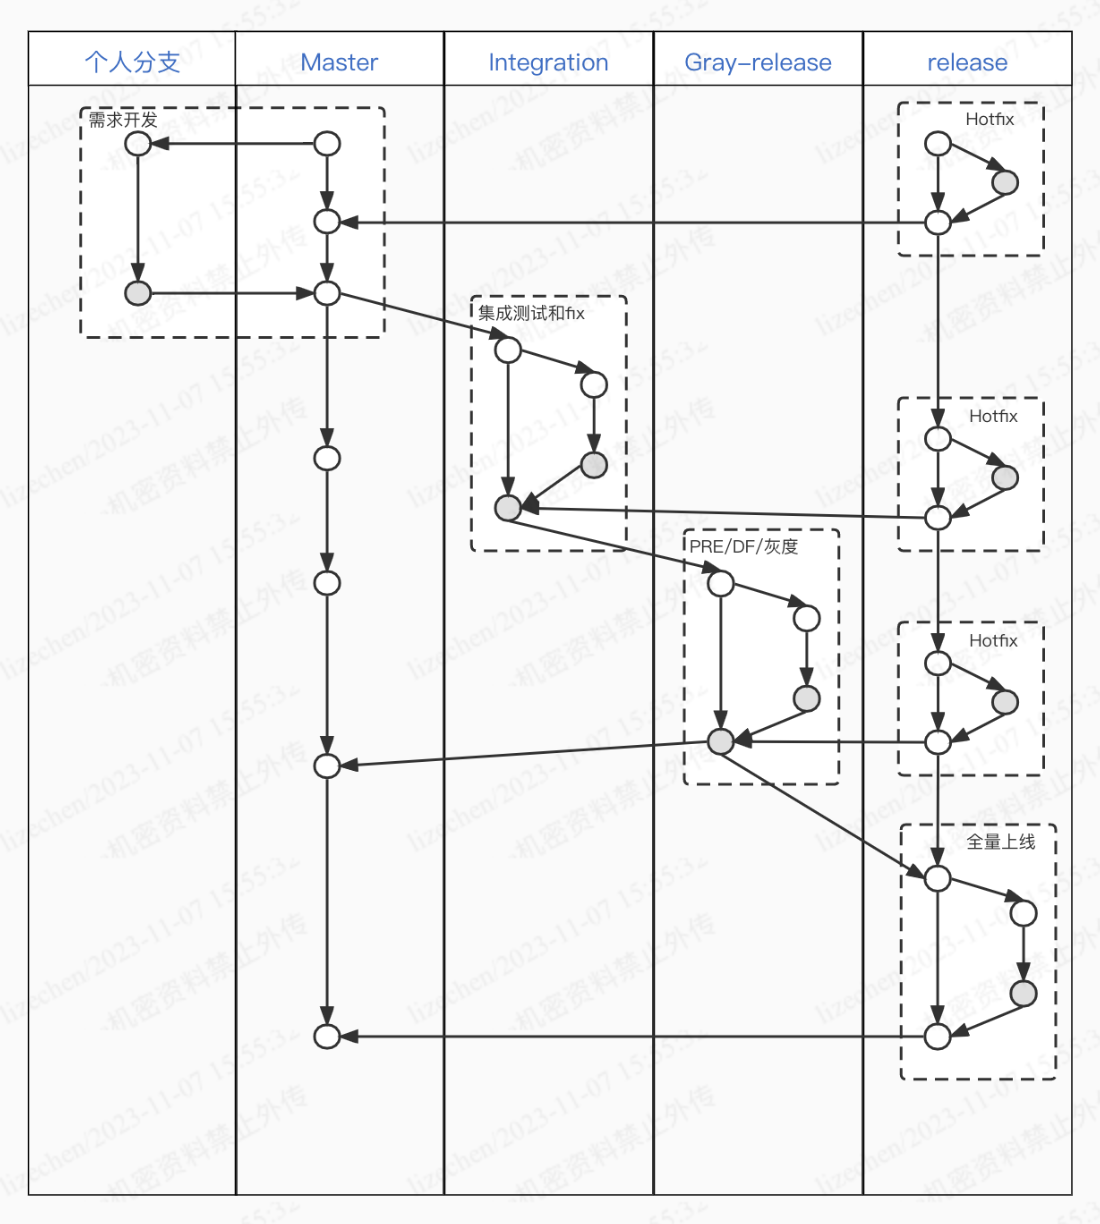 个人分支
Master
Integration
Gray-release
release
需求开发
Hotfix
集成测试和fix
Hotfix
PRE/DF/灰度
Hotfix
全量上线
lizechen/2023-11-07 15:55:32
机密资料禁止外传